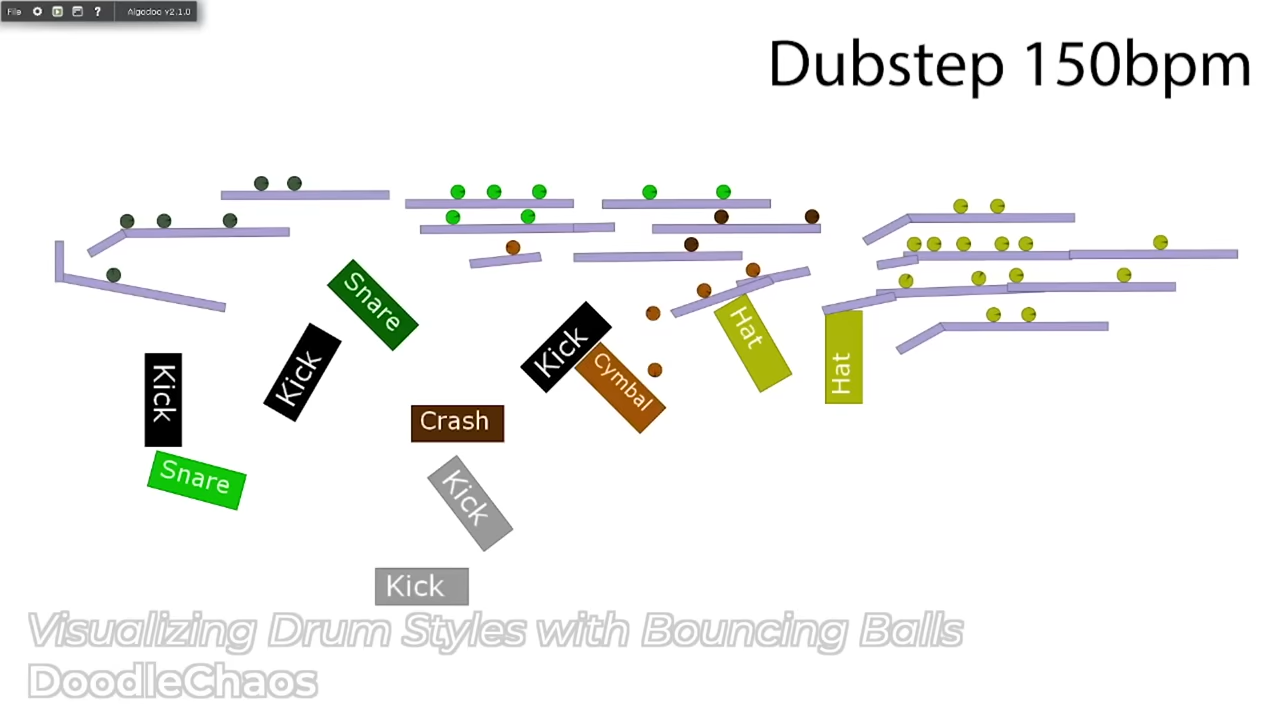 File ? Algodoo v2.1.0
Dubstep 150bpm
Snare
Kick
Kick
Kick
Snare
Crash
Kick
Kick
Cymbal
Hat
Hat
Visualizing Drum Styles with Bouncing Balls
DoodleChaos